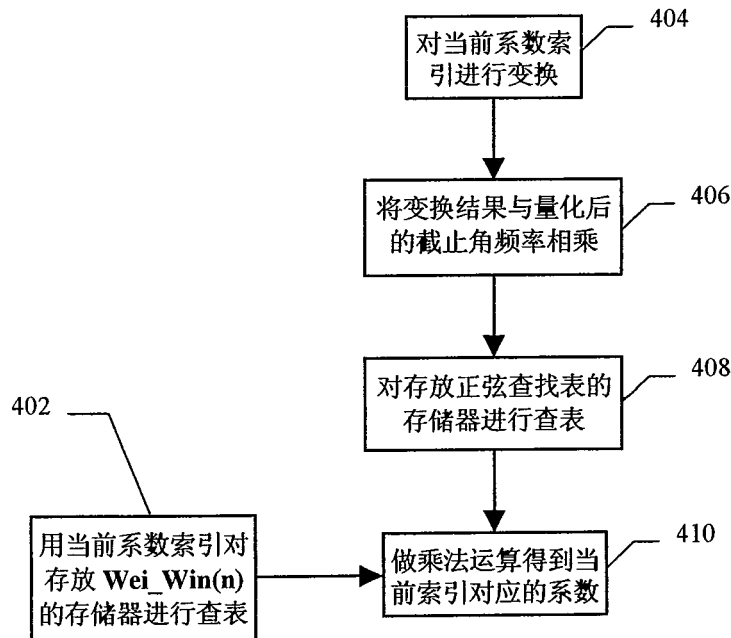 404
对当前系数索
引进行变换
406
将变换结果与量化后
的截止角频率相乘
408
对存放正弦查找表的
存储器进行查表
402
用当前系数索引对
存放 Wei_Win(n)
的存储器进行查表
410
做乘法运算得到当
前索引对应的系数